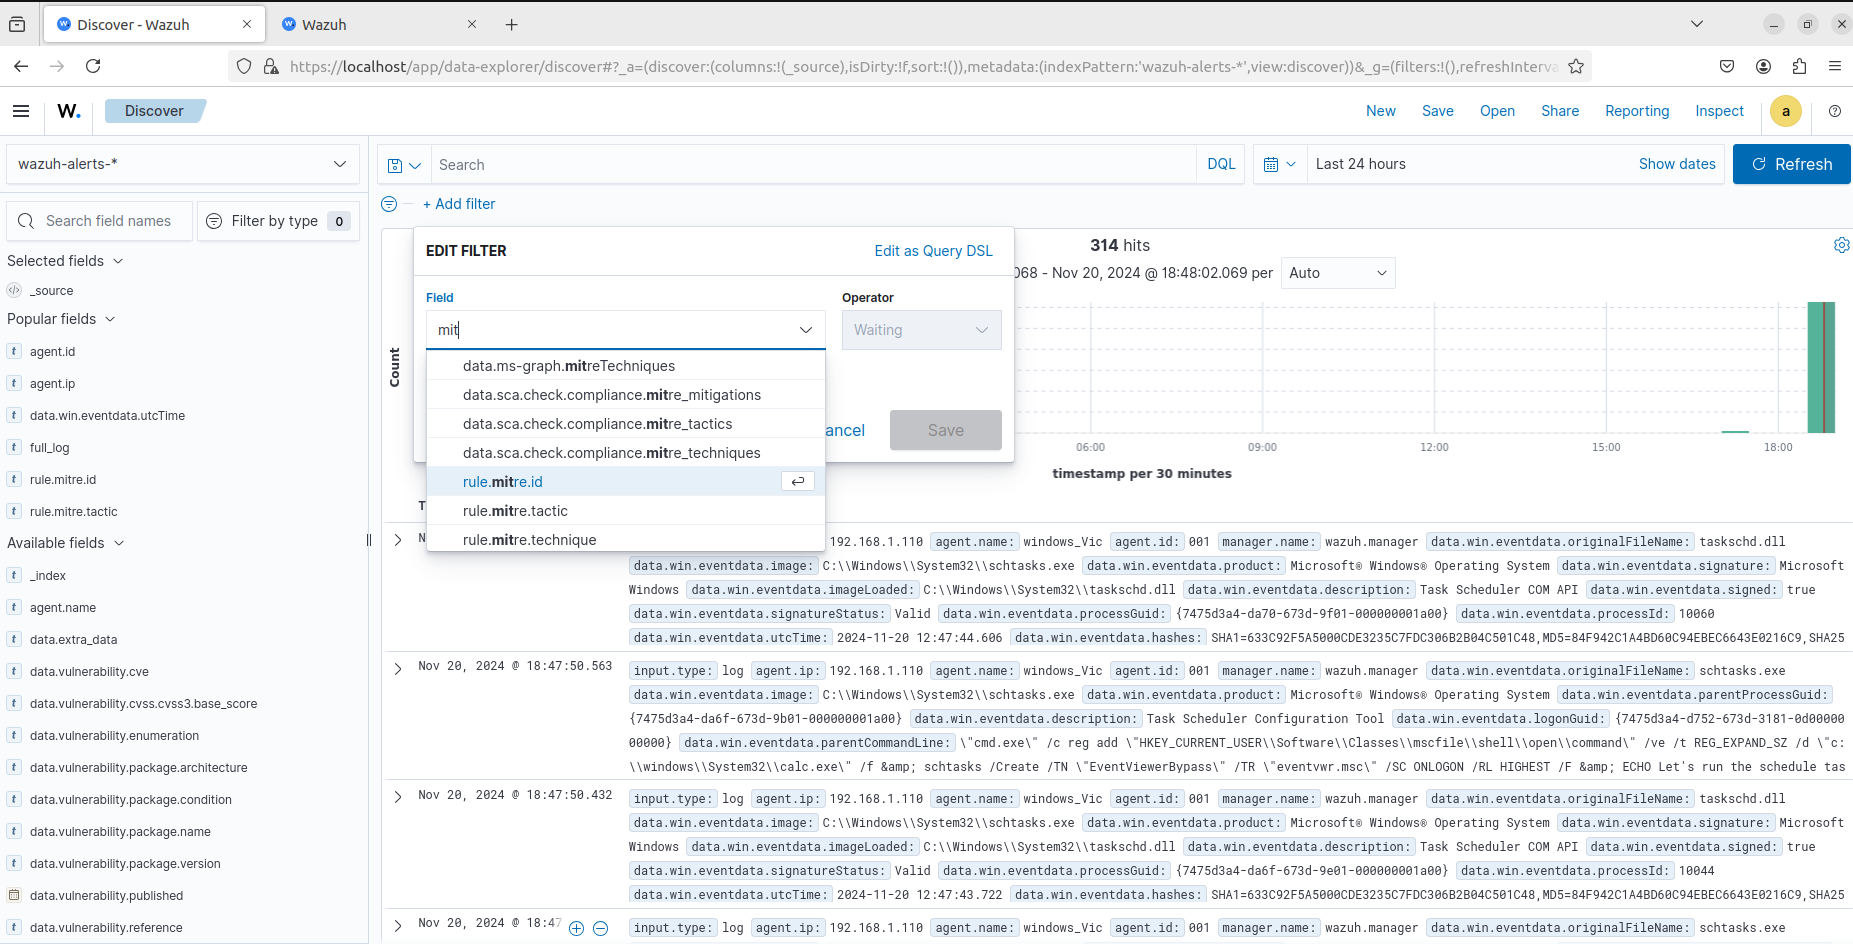 Discover - Wazuh
Wazuh
https://localhost/app/data-explorer/discover#?_a=(discover:(columns:!(_source),isDirty:!f,sort:!()),metadata:(indexPattern:'wazuh-alerts-*',view:discover))&_g=(filters:!(),refreshInterva
W.
Discover
New Save Open Share Reporting Inspect a
wazuh-alerts-*
Search DQL Last 24 hours Show dates Refresh
+ Add filter
Search field names
Filter by type 0
Selected fields
_source
Popular fields
agent.id
agent.ip
data.win.eventdata.utcTime
full_log
rule.mitre.id
rule.mitre.tactic
Available fields
_index
agent.name
data.extra_data
data.vulnerability.cve
data.vulnerability.cvss.cvss3.base_score
data.vulnerability.enumeration
data.vulnerability.package.architecture
data.vulnerability.package.condition
data.vulnerability.package.name
data.vulnerability.package.version
data.vulnerability.published
data.vulnerability.reference
EDIT FILTER Edit as Query DSL
Field Operator
mit Waiting
data.ms-graph.mitreTechniques
data.sca.check.compliance.mitre_mitigations
data.sca.check.compliance.mitre_tactics
data.sca.check.compliance.mitre_techniques
rule.mitre.id
rule.mitre.tactic
rule.mitre.technique
ancel Save
314 hits
068 - Nov 20, 2024 @ 18:48:02.069 per Auto
Count
06:00 09:00 12:00 15:00 18:00
timestamp per 30 minutes
T
N 192.168.1.110 agent.name: windows_Vic agent.id: 001 manager.name: wazuh.manager data.win.eventdata.originalFileName: taskschd.dll
data.win.eventdata.image: C:\\Windows\\System32\\schtasks.exe data.win.eventdata.product: Microsoft® Windows® Operating System data.win.eventdata.signature: Microsoft
Windows data.win.eventdata.imageLoaded: C:\\Windows\\System32\\taskschd.dll data.win.eventdata.description: Task Scheduler COM API data.win.eventdata.signed: true
data.win.eventdata.signatureStatus: Valid data.win.eventdata.processGuid: {7475d3a4-da70-673d-9f01-000000001a00} data.win.eventdata.processId: 10060
data.win.eventdata.utcTime: 2024-11-20 12:47:44.606 data.win.eventdata.hashes: SHA1=633C92F5A5000CDE3235C7FDC306B2B04C501C48,MD5=84F942C1A4BD60C94EBEC6643E0216C9,SHA25
Nov 20, 2024 @ 18:47:50.563 input.type: log agent.ip: 192.168.1.110 agent.name: windows_Vic agent.id: 001 manager.name: wazuh.manager data.win.eventdata.originalFileName: schtasks.exe
data.win.eventdata.image: C:\\Windows\\System32\\schtasks.exe data.win.eventdata.product: Microsoft® Windows® Operating System data.win.eventdata.parentProcessGuid:
{7475d3a4-da6f-673d-9b01-000000001a00} data.win.eventdata.description: Task Scheduler Configuration Tool data.win.eventdata.logonGuid: {7475d3a4-d752-673d-3181-0d00000
00000} data.win.eventdata.parentCommandLine: \"cmd.exe\" /c reg add \"HKEY_CURRENT_USER\\Software\\Classes\\mscfile\\shell\\open\\command\" /ve /t REG_EXPAND_SZ /d \"c:
\\windows\\System32\\calc.exe\" /f &amp; schtasks /Create /TN \"EventViewerBypass\" /TR \"eventvwr.msc\" /SC ONLOGON /RL HIGHEST /F &amp; ECHO Let's run the schedule tas
Nov 20, 2024 @ 18:47:50.432 input.type: log agent.ip: 192.168.1.110 agent.name: windows_Vic agent.id: 001 manager.name: wazuh.manager data.win.eventdata.originalFileName: taskschd.dll
data.win.eventdata.image: C:\\Windows\\System32\\schtasks.exe data.win.eventdata.product: Microsoft® Windows® Operating System data.win.eventdata.signature: Microsoft
Windows data.win.eventdata.imageLoaded: C:\\Windows\\System32\\taskschd.dll data.win.eventdata.description: Task Scheduler COM API data.win.eventdata.signed: true
data.win.eventdata.signatureStatus: Valid data.win.eventdata.processGuid: {7475d3a4-da6f-673d-9e01-000000001a00} data.win.eventdata.processId: 10044
data.win.eventdata.utcTime: 2024-11-20 12:47:43.722 data.win.eventdata.hashes: SHA1=633C92F5A5000CDE3235C7FDC306B2B04C501C48,MD5=84F942C1A4BD60C94EBEC6643E0216C9,SHA25
Nov 20, 2024 @ 18:47 input.type: log agent.ip: 192.168.1.110 agent.name: windows_Vic agent.id: 001 manager.name: wazuh.manager data.win.eventdata.originalFileName: schtasks.exe